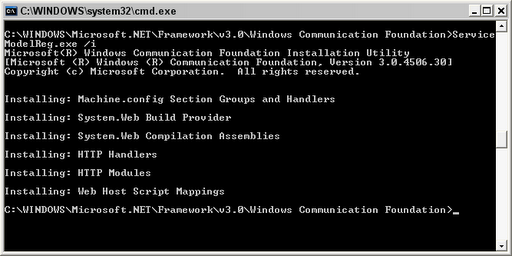 C:\WINDOWS\system32\cmd.exe
C:\WINDOWS\Microsoft.NET\Framework\v3.0\Windows Communication Foundation>Service
ModelReg.exe /i
Microsoft(R) Windows Communication Foundation Installation Utility
[Microsoft (R) Windows (R) Communication Foundation, Version 3.0.4506.30]
Copyright (c) Microsoft Corporation.  All rights reserved.
Installing: Machine.config Section Groups and Handlers
Installing: System.Web Build Provider
Installing: System.Web Compilation Assemblies
Installing: HTTP Handlers
Installing: HTTP Modules
Installing: Web Host Script Mappings
C:\WINDOWS\Microsoft.NET\Framework\v3.0\Windows Communication Foundation>_